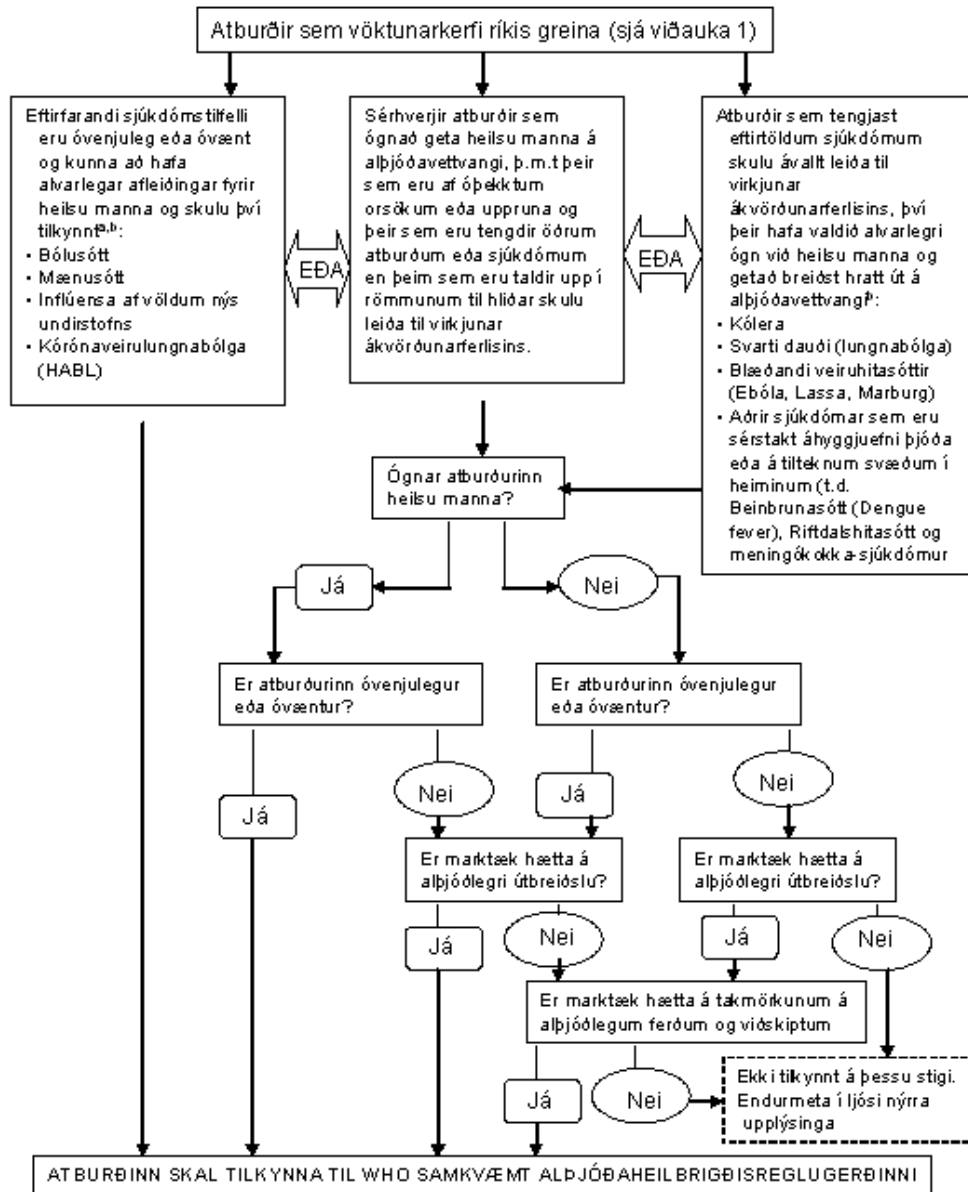 Atburðir sem vöktunarkerfi ríkis greina (sjá viðauka 1)
Eftirfarandi sjúkdómstilfelli
eru óvenjuleg eða óvænt
og kunna að hafa
alvarlegar afleiðingar fyrir
heilsu manna og skulu því
tilkynnt a,b:
• Bólusótt
• Mænusótt
• Inflúensa af völdum nýs
undirstofns
• Kórónaveirulungnabólga
(HABL)
EÐA
Sérhverjir atburðir sem
ógnað geta heilsu manna á
alþjóðavettvangi, þ.m.t þeir
sem eru af óþekktum
orsökum eða uppruna og
þeir sem eru tengdir öðrum
atburðum eða sjúkdómum
en þeim sem eru taldir upp í
römmunum til hliðar skulu
leiða til virkjunar
ákvörðunarferlisins.
EÐA
Atburðir sem tengjast
eftirtöldum sjúkdómum
skulu ávallt leiða til
virkjunar
ákvörðunarferlisins, því
þeir hafa valdið alvarlegri
ógn við heilsu manna og
getað breiðst hratt út á
alþjóðavettvangi b:
• Kólera
• Svarti dauði (lungnabólga)
• Blæðandi veiruhitasóttir
(Ebóla, Lassa, Marburg)
• Aðrir sjúkdómar sem eru
sérstakt áhyggjuefni þjóða
eða á tilteknum svæðum í
heiminum (t.d.
Beinbrunasótt (Dengue
fever), Riftdalshitasótt og
meningókokka-sjúkdómur
Ógnar atburðurinn
heilsu manna?
Já
Nei
Er atburðurinn óvenjulegur
eða óvæntur?
Er atburðurinn óvenjulegur
eða óvæntur?
Já
Nei
Já
Nei
Er marktæk hætta á
alþjóðlegri útbreiðslu?
Er marktæk hætta á
alþjóðlegri útbreiðslu?
Já
Nei
Já
Nei
Er marktæk hætta á takmörkunum á
alþjóðlegum ferðum og viðskiptum
Já
Nei
Ekki tilkynnt á þessu stigi.
Endurmeta í ljósi nýrra
upplýsinga
ATBURÐINN SKAL TILKYNNA TIL WHO SAMKVÆMT ALÞJÓÐAHEILBRIGÐISREGLUGERÐINNI